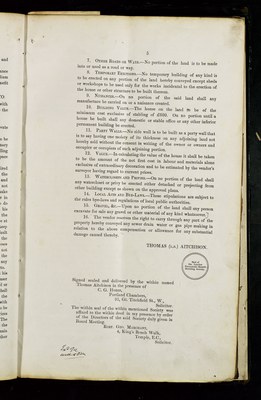 3
7. OTHER ROADS OR WAYS.—No portion of the land is to be made
into or used as a road or way.
8. TEMPORARY ERECTIONS.—No temporary building of any kind is
to be erected on any portion of the land hereby conveyed except sheds
or workshops to be used only for the works incidental to the erection of
the house or other structure to be built thereon.
9. NUISANCE.—On no portion of the said land shall any
manufacture be carried on or a nuisance created.
10. BUILDING VALUE.—The house on the land to be of the
minimum cost exclusive of stabling of
On no portion until a
house be built shall any domestic or stable office or any other inferior
permanent building be erected.
11. PARTY WALLS.—No side wall is to be built as a party wall that
is to say having one moiety of its thickness on any adjoining land not
hereby sold without the consent in writing of the owner or owners and
occupier or occupiers of such adjoining portion.
12. VALUE.—In calculating the value of the house it shall be taken
to be the amount of the net first cost in labour and materials alone
exclusive of extraordinary decoration and to be estimated by the vendor's
surveyor having regard to current prices.
13. WATERCLOSETS AND PRIVIES.—On no portion of the land shall
any watercloset or privy be erected either detached or projecting from
other building except as shown on the approved plans.
14. LOCAL ACTS AND BYE-LAWS.—These stipulations are subject to
the rules byelaws and regulations of local public authorities.
15. GRAVEL, &c.—Upon no portion of the land shall any person
excavate for sale any gravel or other material of any kind whatsoever.
16. The vendor reserves the right to carry through any part of the
property hereby conveyed any sewer drain water or gas pipe making in
relation to the above compensation or allowance for any substantial
damage caused thereby.
THOMAS (L.S.) AITCHISON.
Signed sealed and delivered by the within named
Thomas Aitchison in the presence of
Portland Chambers,
Titchfield St., W.,
Solicitor.
The within seal of the within mentioned Society was
affixed to the within deed in my presence by order
of the Directors of the said Society duly given in
Board Meeting.
4, King's Bench Walk,
Temple, E.C.,
Solicitor.